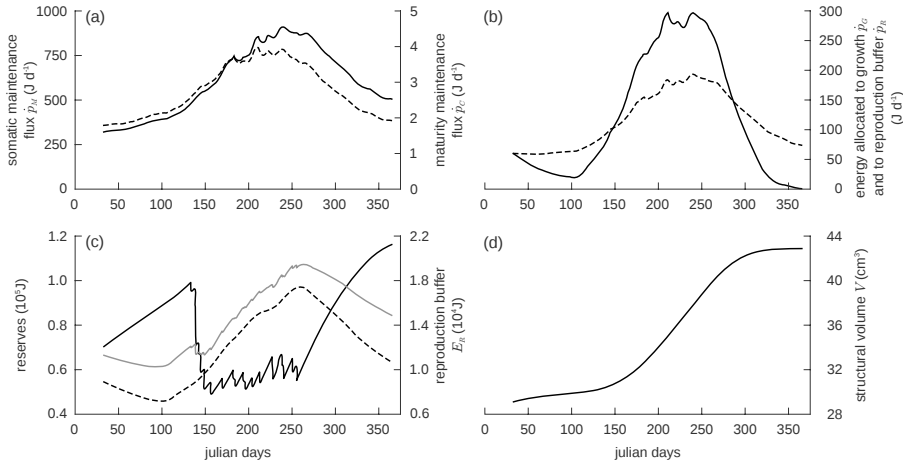 (a)
1000
750
500
250
0
somatic maintenance
flux ṗM (J d-1)
0 50 100 150 200 250 300 350
5
4
3
2
1
0
maturity maintenance
flux ṗC (J d-1)
(b)
0 50 100 150 200 250 300 350
300
250
200
150
100
50
0
energy allocated to growth ṗG
and to reproduction buffer ṗR
(J d-1)
(c)
1.2
1.0
0.8
0.6
0.4
reserves (10⁵J)
0 50 100 150 200 250 300 350
julian days
2.2
1.8
1.4
1.0
0.6
reproduction buffer
ER (10⁴J)
(d)
0 50 100 150 200 250 300 350
julian days
44
40
36
32
28
structural volume V (cm³)